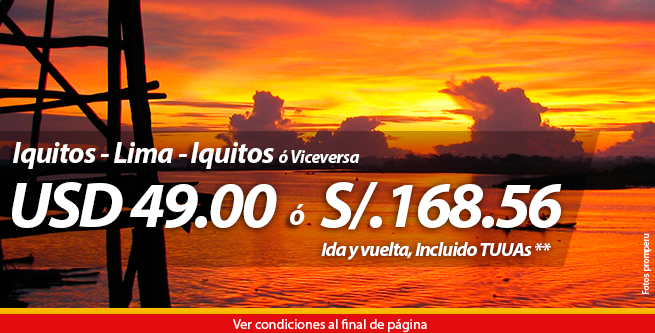 Iquitos - Lima - Iquitos ó Viceversa
USD 49.00 ó S/.168.56
Ida y vuelta, Incluido TUUAs **
Fotos promperu
Ver condiciones al final de página